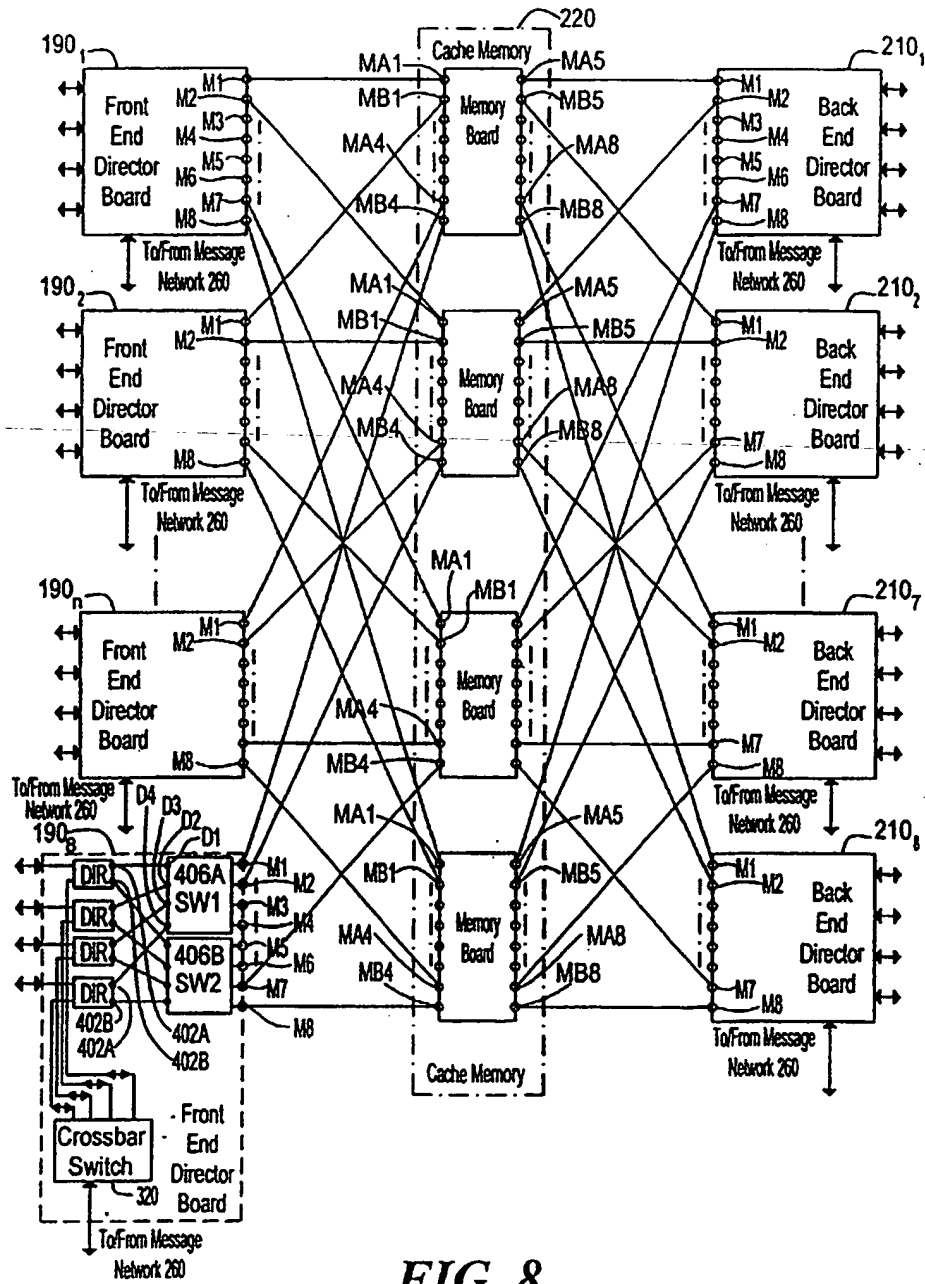 220
190 1
Cache Memory
210 1
MA1
MA5
M1
M2
M3
M4
M5
M6
M7
M8
Front
End
Director
Board
MB1
Memory
Board
MB5
MA4
MA8
MB4
MB8
M1
M2
M3
M4
M5
M6
M7
M8
Back
End
Director
Board
To/From Message
Network 260
To/From Message
Network 260
190 2
MA1
MA5
210 2
M1
M2
M8
Front
End
Director
Board
MB1
Memory
Board
MB5
MA4
MA8
MB4
MB8
M1
M2
M7
M8
Back
End
Director
Board
To/From Message
Network 260
To/From Message
Network 260
190 n
MA1
MB1
210 7
M1
M2
M8
Front
End
Director
Board
Memory
Board
MA4
MB4
M1
M2
M7
M8
Back
End
Director
Board
To/From Message
Network 260
To/From Message
Network 260
190 8
D4
D3
D2
D1
MA1
MA5
210 8
DIR
DIR
DIR
DIR
406A
SW1
406B
SW2
M1
M2
M3
M4
M5
M6
M7
M8
MB1
Memory
Board
MB5
MA4
MA8
MB4
MB8
M1
M2
M7
M8
Back
End
Director
Board
402B
402A
402A
402B
To/From Message
Network 260
Cache Memory
Crossbar
Switch
320
Front
End
Director
Board
To/From Message
Network 260
FIG. 8